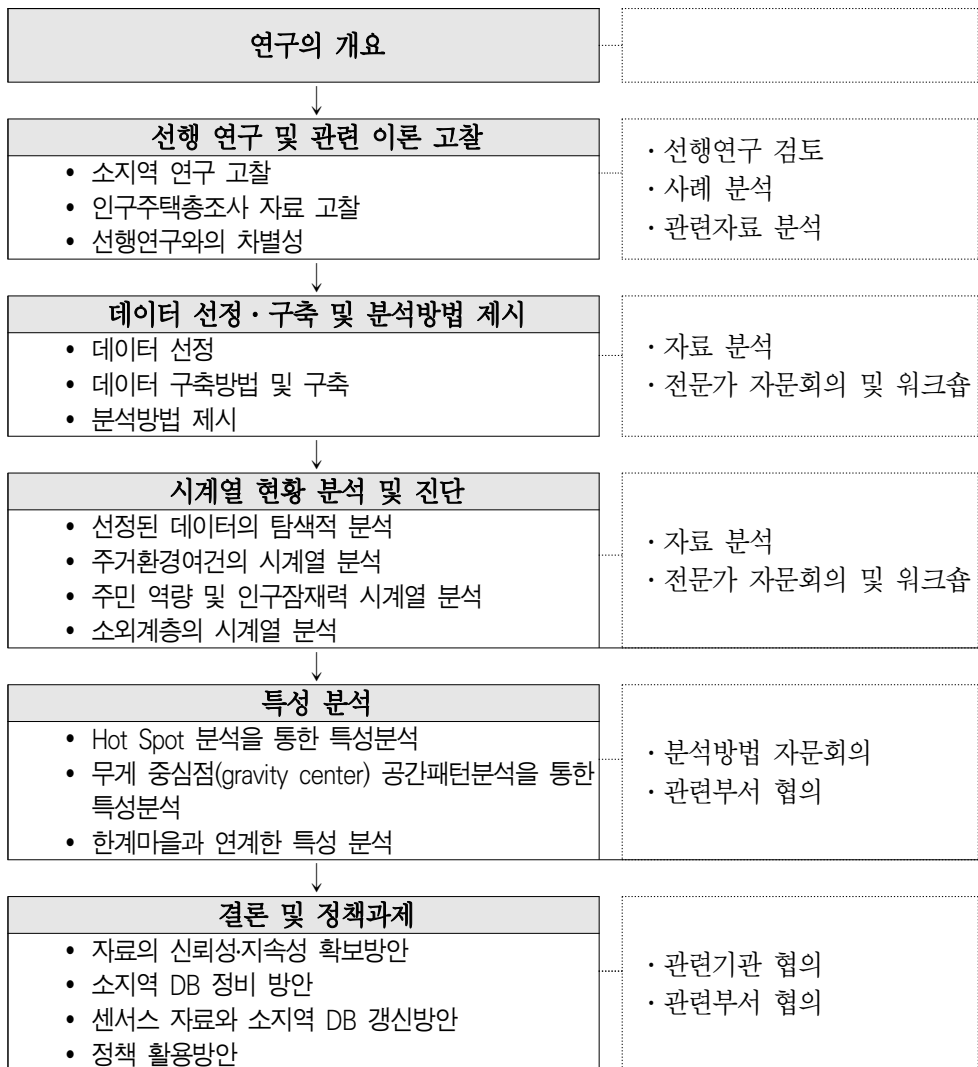 연구의 개요
선행 연구 및 관련 이론 고찰
• 소지역 연구 고찰
• 인구주택총조사 자료 고찰
• 선행연구와의 차별성
· 선행연구 검토
· 사례 분석
· 관련자료 분석
데이터 선정 · 구축 및 분석방법 제시
• 데이터 선정
• 데이터 구축방법 및 구축
• 분석방법 제시
· 자료 분석
· 전문가 자문회의 및 워크숍
시계열 현황 분석 및 진단
• 선정된 데이터의 탐색적 분석
• 주거환경여건의 시계열 분석
• 주민 역량 및 인구잠재력 시계열 분석
• 소외계층의 시계열 분석
· 자료 분석
· 전문가 자문회의 및 워크숍
특성 분석
• Hot Spot 분석을 통한 특성분석
• 무게 중심점(gravity center) 공간패턴분석을 통한
특성분석
• 한계마을과 연계한 특성 분석
· 분석방법 자문회의
· 관련부서 협의
결론 및 정책과제
• 자료의 신뢰성·지속성 확보방안
• 소지역 DB 정비 방안
• 센서스 자료와 소지역 DB 갱신방안
• 정책 활용방안
· 관련기관 협의
· 관련부서 협의